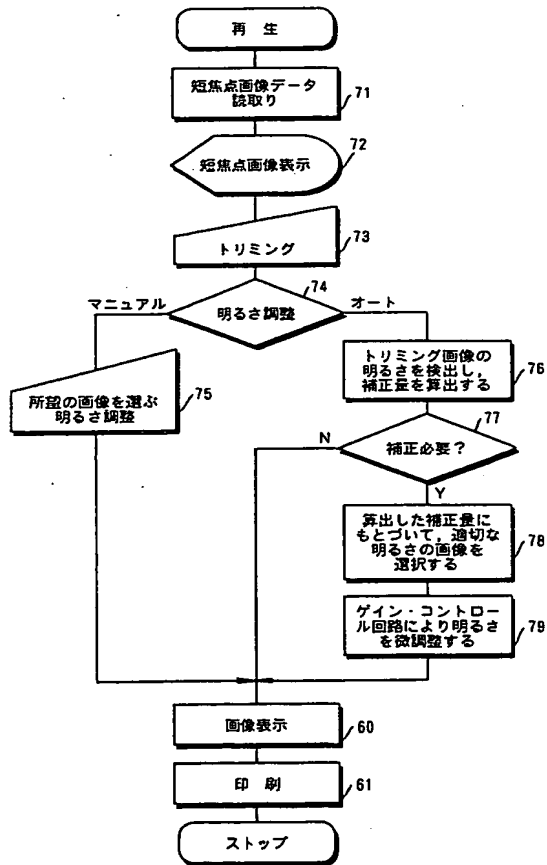 再 生
短焦点画像データ
読取り
71
短焦点画像表示
72
トリミング
73
明るさ調整
74
マニュアル
オート
所望の画像を選ぶ
明るさ調整
75
トリミング画像の
明るさを検出し,
補正量を算出する
76
補正必要?
77
N
Y
算出した補正量に
もとづいて,適切な
明るさの画像を
選択する
78
ゲイン・コントロー
ル回路により明るさ
を微調整する
79
画像表示
60
印 刷
61
ストップ